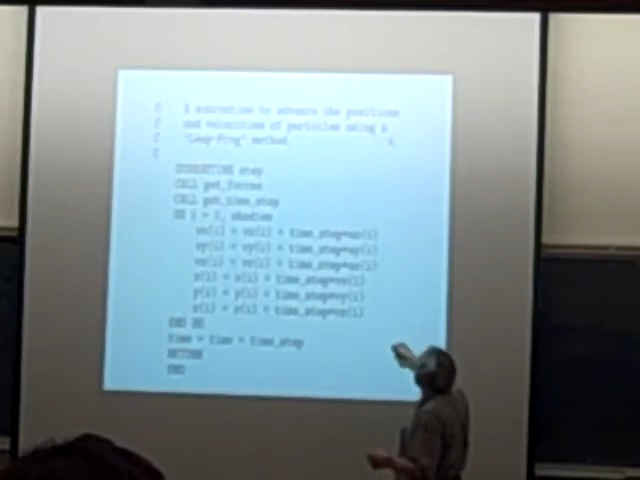 C A subroutine to advance the positions
C and velocities of particles using a
C "Leap-Frog" method
C
SUBROUTINE step
CALL get_forces
CALL get_time_step
DO i = 1, nbodies
vx(i) = vx(i) + time_step*ax(i)
vy(i) = vy(i) + time_step*ay(i)
vz(i) = vz(i) + time_step*az(i)
x(i) = x(i) + time_step*vx(i)
y(i) = y(i) + time_step*vy(i)
z(i) = z(i) + time_step*vz(i)
END DO
time = time + time_step
RETURN
END